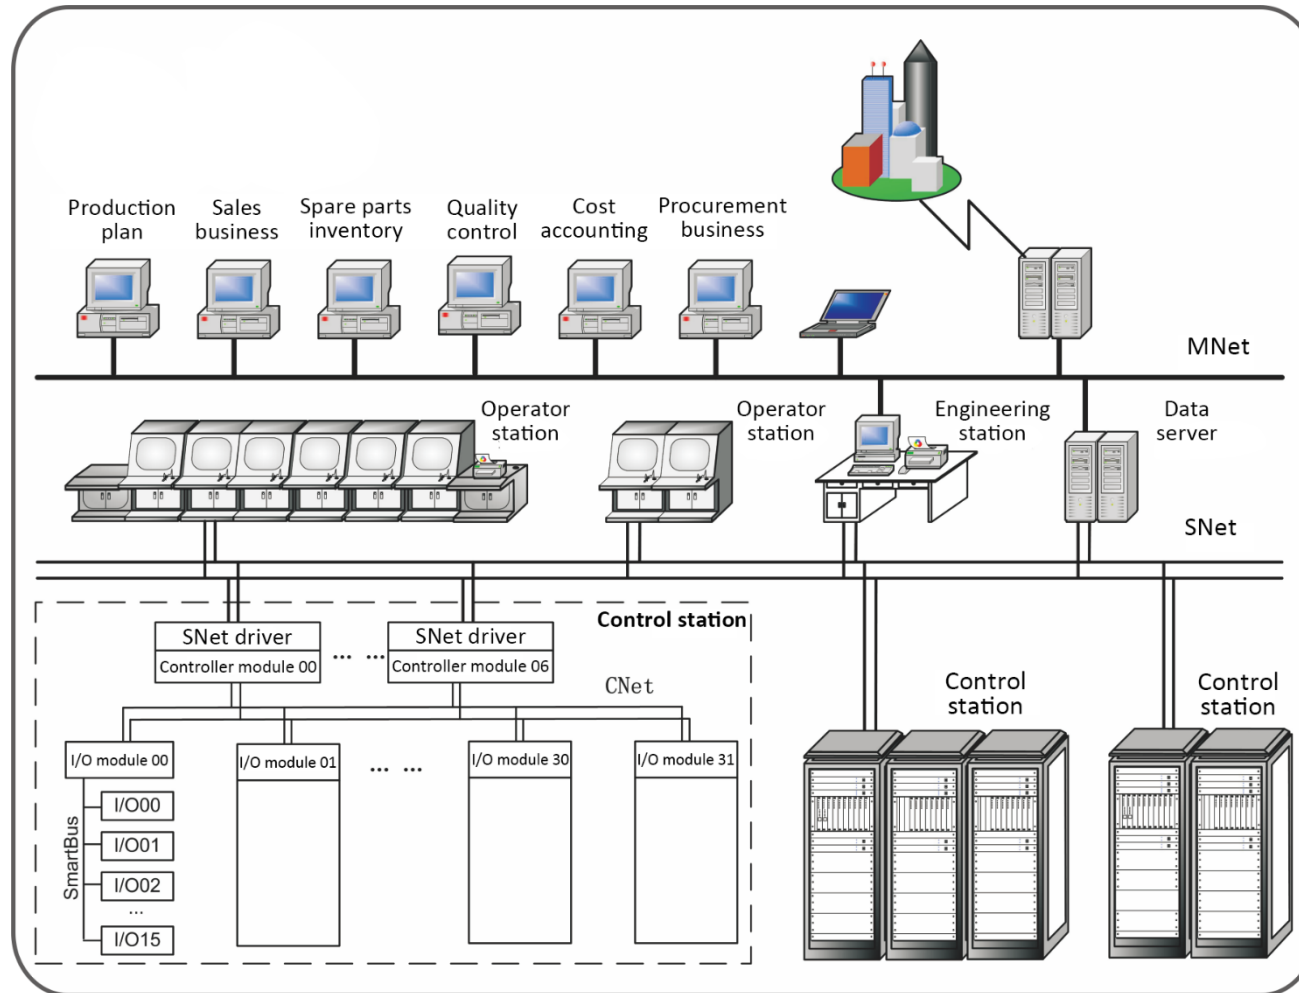 Production
plan
Sales
business
Spare parts
inventory
Quality
control
Cost
accounting
Procurement
business
MNet
Operator
station
Operator
station
Engineering
station
Data
server
SNet
Control station
SNet driver
Controller module 00
... ...
SNet driver
Controller module 06
CNet
I/O module 00
I/O module 01
... ...
I/O module 30
I/O module 31
SmartBus
I/O00
I/O01
I/O02
...
I/O15
Control
station
Control
station